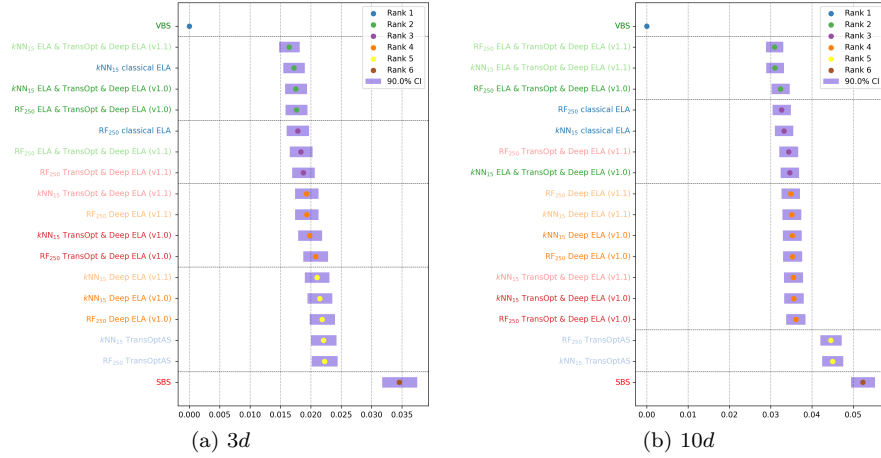 VBS
kNN₁₅ ELA & TransOpt & Deep ELA (v1.1)
kNN₁₅ classical ELA
kNN₁₅ ELA & TransOpt & Deep ELA (v1.0)
RF₂₅₀ ELA & TransOpt & Deep ELA (v1.0)
RF₂₅₀ classical ELA
RF₂₅₀ ELA & TransOpt & Deep ELA (v1.1)
RF₂₅₀ TransOpt & Deep ELA (v1.1)
kNN₁₅ TransOpt & Deep ELA (v1.1)
RF₂₅₀ Deep ELA (v1.1)
kNN₁₅ TransOpt & Deep ELA (v1.0)
RF₂₅₀ TransOpt & Deep ELA (v1.0)
kNN₁₅ Deep ELA (v1.1)
kNN₁₅ Deep ELA (v1.0)
RF₂₅₀ Deep ELA (v1.0)
kNN₁₅ TransOptAS
RF₂₅₀ TransOptAS
SBS
Rank 1
Rank 2
Rank 3
Rank 4
Rank 5
Rank 6
90.0% CI
0.000 0.005 0.010 0.015 0.020 0.025 0.030 0.035
(a) 3d
VBS
RF₂₅₀ ELA & TransOpt & Deep ELA (v1.1)
kNN₁₅ ELA & TransOpt & Deep ELA (v1.1)
RF₂₅₀ ELA & TransOpt & Deep ELA (v1.0)
RF₂₅₀ classical ELA
kNN₁₅ classical ELA
RF₂₅₀ TransOpt & Deep ELA (v1.1)
kNN₁₅ ELA & TransOpt & Deep ELA (v1.0)
RF₂₅₀ Deep ELA (v1.1)
kNN₁₅ Deep ELA (v1.1)
kNN₁₅ Deep ELA (v1.0)
RF₂₅₀ Deep ELA (v1.0)
kNN₁₅ TransOpt & Deep ELA (v1.1)
kNN₁₅ TransOpt & Deep ELA (v1.0)
RF₂₅₀ TransOpt & Deep ELA (v1.0)
RF₂₅₀ TransOptAS
kNN₁₅ TransOptAS
SBS
Rank 1
Rank 2
Rank 3
Rank 4
Rank 5
Rank 6
90.0% CI
0.00 0.01 0.02 0.03 0.04 0.05
(b) 10d